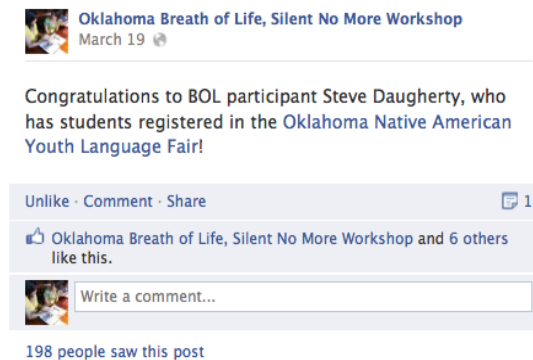 Oklahoma Breath of Life, Silent No More Workshop
March 19
Congratulations to BOL participant Steve Daugherty, who
has students registered in the Oklahoma Native American
Youth Language Fair!
Unlike · Comment · Share 1
Oklahoma Breath of Life, Silent No More Workshop and 6 others
like this.
Write a comment...
198 people saw this post